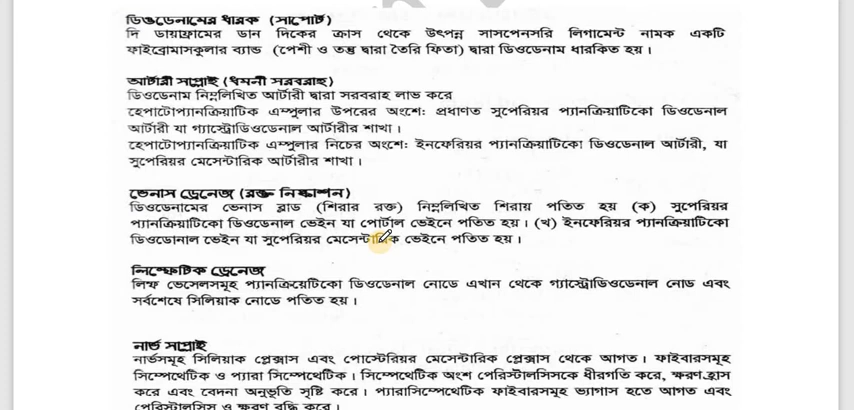 ডিওডেনামের ধারক (সাপোর্ট)
দি ডায়াফ্রামের ডান দিকের ক্রাস থেকে উৎপন্ন সাসপেনসরি লিগামেন্ট নামক একটি
ফাইব্রোমাসকুলার ব্যান্ড (পেশী ও তন্তু দ্বারা তৈরি ফিতা) দ্বারা ডিওডেনাম ধারকিত হয়।
আর্টারী সাপ্লাই (ধমনী সরবরাহ)
ডিওডেনাম নিম্নলিখিত আর্টারী দ্বারা সরবরাহ লাভ করে
হেপাটোপ্যানক্রিয়াটিক এম্পুলার উপরের অংশে: প্রধাণত সুপেরিয়র প্যানক্রিয়াটিকো ডিওডেনাল
আর্টারী যা গ্যাস্ট্রোডিওডেনাল আর্টারীর শাখা।
হেপাটোপ্যানক্রিয়াটিক এম্পুলার নিচের অংশে: ইনফেরিয়র প্যানক্রিয়াটিকো ডিওডেনাল আর্টারী, যা
সুপেরিয়র মেসেন্টারিক আর্টারীর শাখা।
ভেনাস ড্রেনেজ (রক্ত নিষ্কাশন)
ডিওডেনামের ভেনাস ব্লাড (শিরার রক্ত) নিম্নলিখিত শিরায় পতিত হয় (ক) সুপেরিয়র
প্যানক্রিয়াটিকো ডিওডেনাল ভেইন যা পোর্টাল ভেইনে পতিত হয়। (খ) ইনফেরিয়র প্যানক্রিয়াটিকো
ডিওডোনাল ভেইন যা সুপেরিয়র মেসেন্টারিক ভেইনে পতিত হয়।
লিম্ফেটিক ড্রেনেজ
লিম্ফ ভেসেলসমূহ প্যানক্রিয়েটিকো ডিওডেনাল নোডে এখান থেকে গ্যাস্ট্রোডিওডেনাল নোড এবং
সর্বশেষে সিলিয়াক নোডে পতিত হয়।
নার্ভ সাপ্লাই
নার্ভসমূহ সিলিয়াক প্লেক্সাস এবং পোস্টেরিয়র মেসেন্টারিক প্লেক্সাস থেকে আগত। ফাইবারসমূহ
সিম্পেথেটিক ও প্যারা সিম্পেথেটিক। সিম্পেথেটিক অংশ পেরিস্টালসিসকে ধীরগতি করে, ক্ষরণ হ্রাস
করে এবং বেদনা অনুভূতি সৃষ্টি করে। প্যারাসিম্পেথেটিক ফাইবারসমূহ ভ্যাগাস হতে আগত এবং
পেরিস্টালসিস ও ক্ষরণ বৃদ্ধি করে।